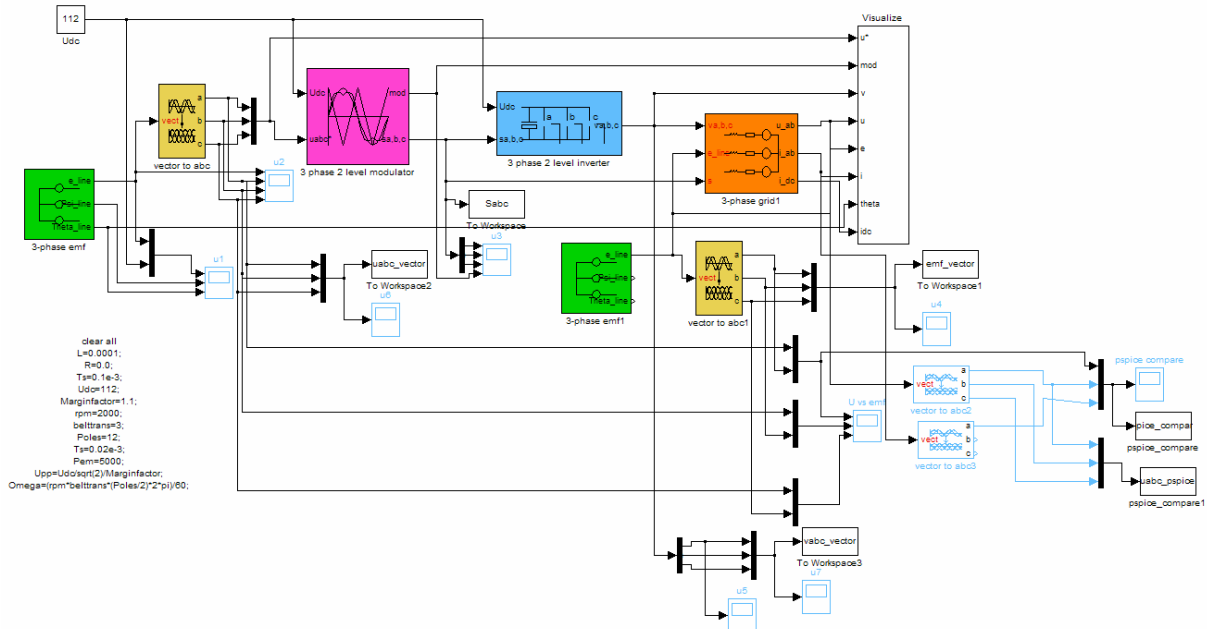 112
Udc
Visualize
u*
mod
v
u
e
i
theta
idc
vect
a
b
c
vector to abc
Udc
uabc*
mod
sa,b,c
3 phase 2 level modulator
Udc
sa,b,c
a
b
c
va,b,c
3 phase 2 level inverter
va,b,c
e_line
s
u_ab
i_ab
i_dc
3-phase grid1
e_line
Psi_line
Theta_line
3-phase emf
u2
Sabc
To Workspace
u1
uabc_vector
To Workspace2
u6
u3
e_line
Psi_line
Theta_line
3-phase emf1
vect
a
b
c
vector to abc1
emf_vector
To Workspace1
u4
clear all
L=0.0001;
R=0.0;
Ts=0.1e-3;
Udc=112;
Marginfactor=1.1;
rpm=2000;
belttrans=3;
Poles=12;
Ts=0.02e-3;
Pem=5000;
Upp=Udc/sqrt(2)/Marginfactor;
Omega=(rpm*belttrans*(Poles/2)*2*pi)/60;
U vs emf
vect
a
b
c
vector to abc2
vect
a
b
c
vector to abc3
pspice compare
pice_compar
pspice_compare
uabc_pspice
pspice_compare1
vabc_vector
To Workspace3
u7
u5